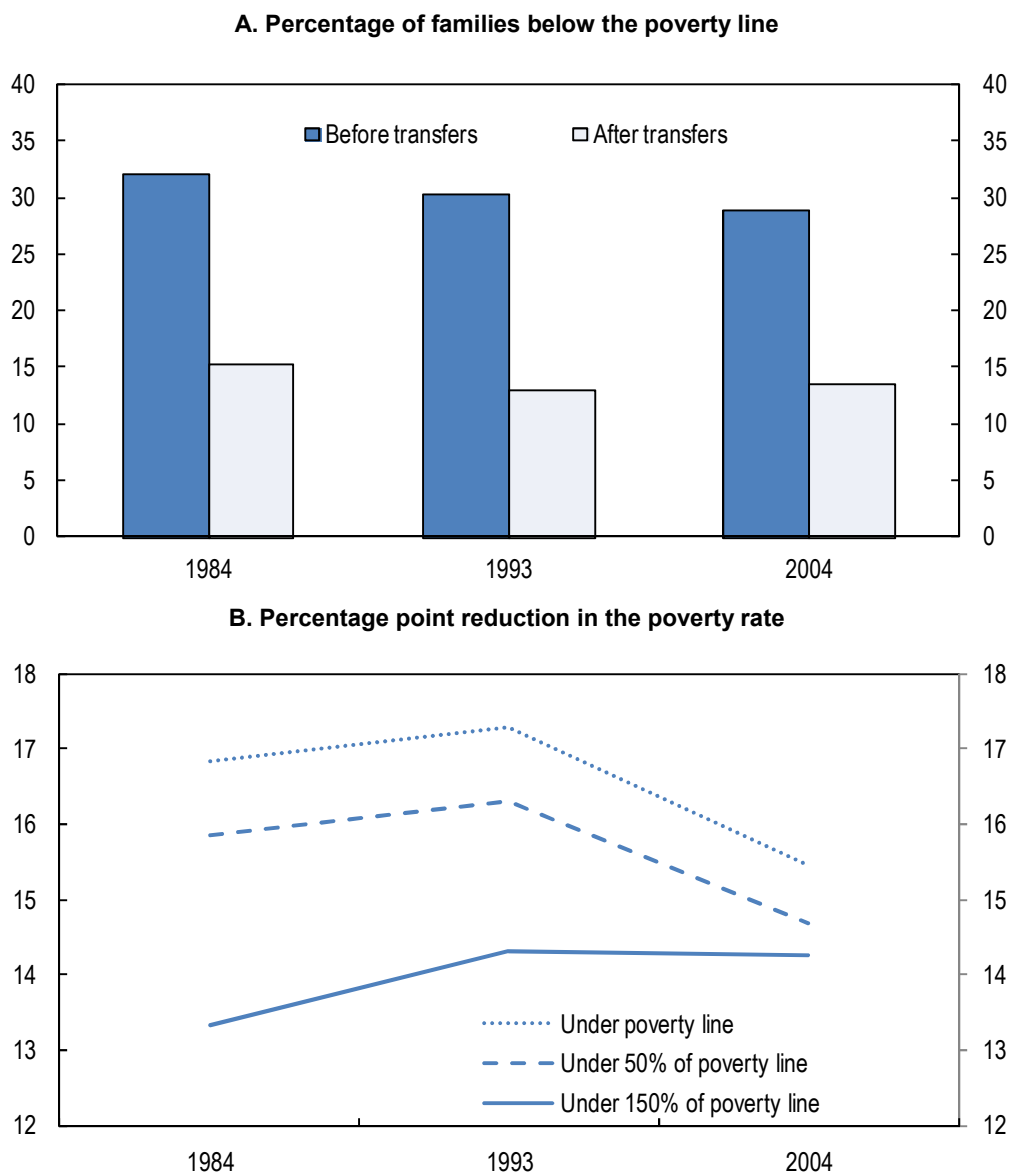 A. Percentage of families below the poverty line
40 40
Before transfers After transfers
35 35
30 30
25 25
20 20
15 15
10 10
5 5
0 0
1984 1993 2004
B. Percentage point reduction in the poverty rate
18 18
17 17
16 16
15 15
14 14
Under poverty line
13 13
Under 50% of poverty line
Under 150% of poverty line
12 12
1984 1993 2004